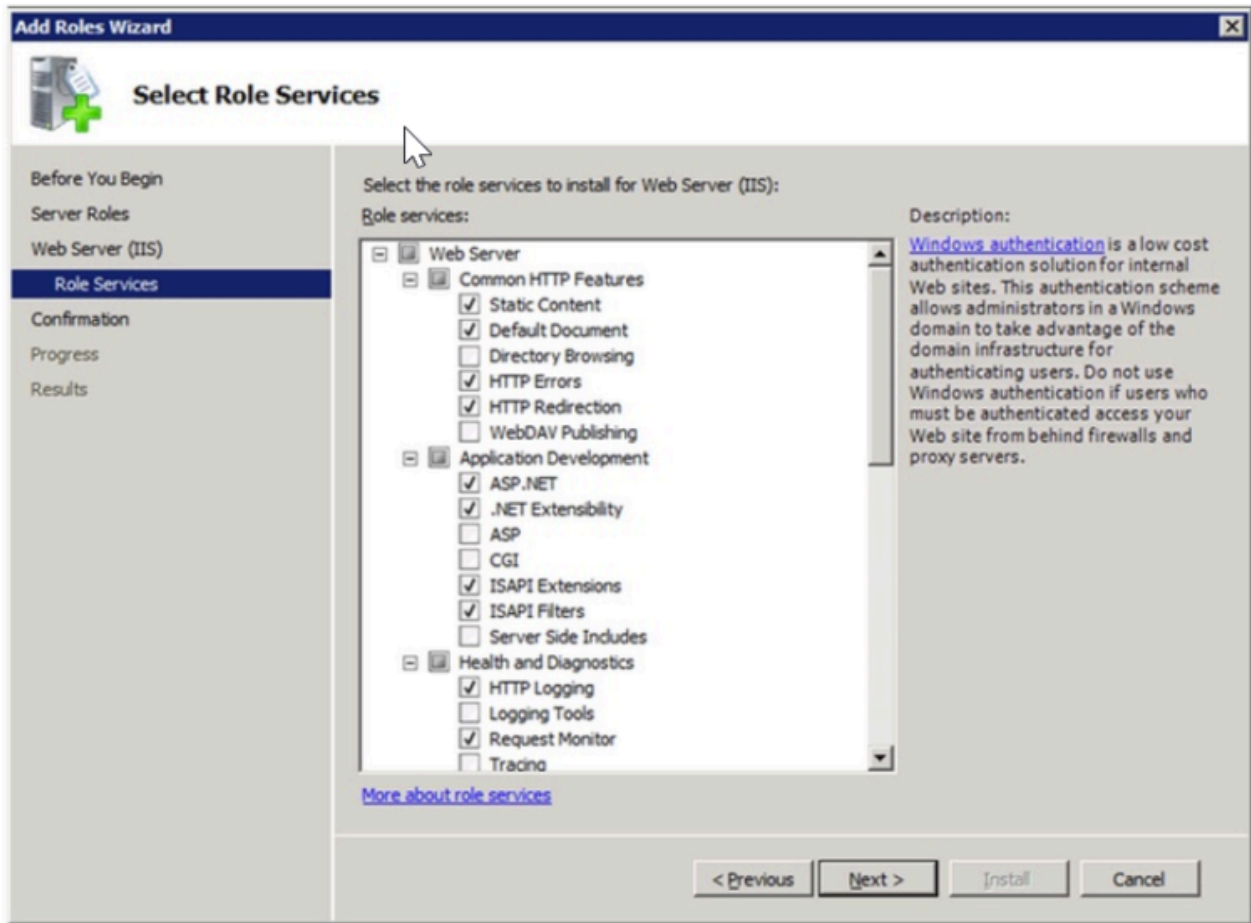 Add Roles Wizard
Select Role Services
Before You Begin
Server Roles
Web Server (IIS)
Role Services
Confirmation
Progress
Results
Select the role services to install for Web Server (IIS):
Role services:
Web Server
Common HTTP Features
Static Content
Default Document
Directory Browsing
HTTP Errors
HTTP Redirection
WebDAV Publishing
Application Development
ASP.NET
.NET Extensibility
ASP
CGI
ISAPI Extensions
ISAPI Filters
Server Side Includes
Health and Diagnostics
HTTP Logging
Logging Tools
Request Monitor
Tracing
More about role services
Description:
Windows authentication is a low cost
authentication solution for internal
Web sites. This authentication scheme
allows administrators in a Windows
domain to take advantage of the
domain infrastructure for
authenticating users. Do not use
Windows authentication if users who
must be authenticated access your
Web site from behind firewalls and
proxy servers.
< Previous
Next >
Install
Cancel